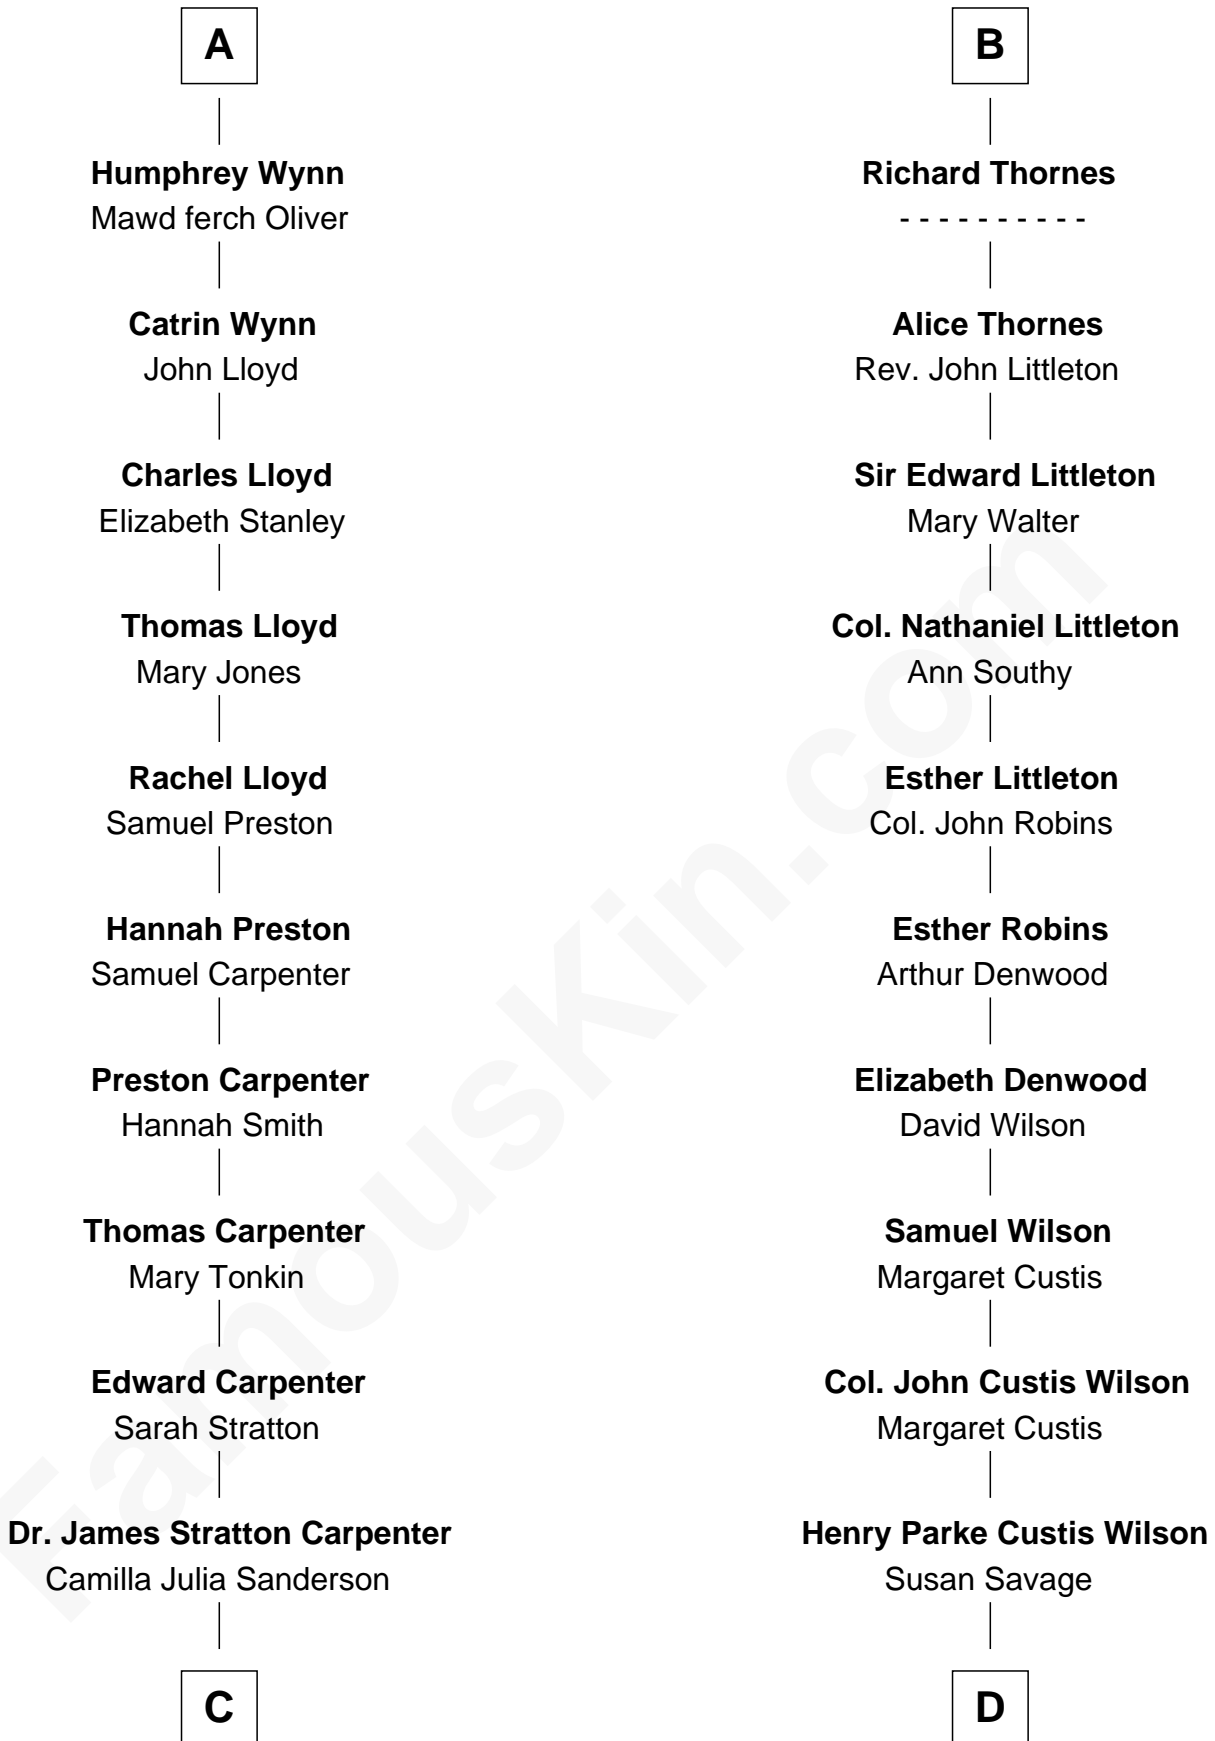 A
Humphrey Wynn
Mawd ferch Oliver
Catrin Wynn
John Lloyd
Charles Lloyd
Elizabeth Stanley
Thomas Lloyd
Mary Jones
Rachel Lloyd
Samuel Preston
Hannah Preston
Samuel Carpenter
Preston Carpenter
Hannah Smith
Thomas Carpenter
Mary Tonkin
Edward Carpenter
Sarah Stratton
Dr. James Stratton Carpenter
Camilla Julia Sanderson
C
B
Richard Thornes
- - - - - - - - - -
Alice Thornes
Rev. John Littleton
Sir Edward Littleton
Mary Walter
Col. Nathaniel Littleton
Ann Southy
Esther Littleton
Col. John Robins
Esther Robins
Arthur Denwood
Elizabeth Denwood
David Wilson
Samuel Wilson
Margaret Custis
Col. John Custis Wilson
Margaret Custis
Henry Parke Custis Wilson
Susan Savage
D
FamousKin.com